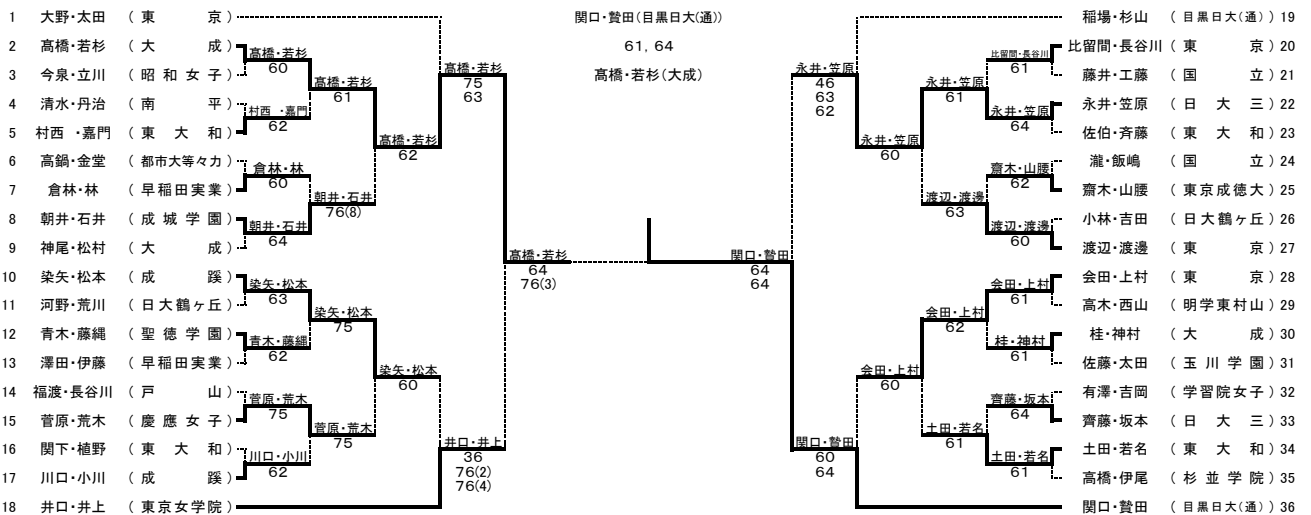 関口・贄田(目黒日大(通))
61, 64
髙橋・若杉(大成)
1 大野・太田 ( 東 京 )
2 髙橋・若杉 ( 大 成 )
3 今泉・立川 ( 昭 和 女 子 )
4 清水・丹治 ( 南 平 )
5 村西 ・嘉門 ( 東 大 和 )
6 高鍋・金堂 ( 都市大等々力 )
7 倉林・林 ( 早稲田実業 )
8 朝井・石井 ( 成 城 学 園 )
9 神尾・松村 ( 大 成 )
10 染矢・松本 ( 成 蹊 )
11 河野・荒川 ( 日大鶴ヶ丘 )
12 青木・藤縄 ( 聖 徳 学 園 )
13 澤田・伊藤 ( 早稲田実業 )
14 福渡・長谷川 ( 戸 山 )
15 菅原・荒木 ( 慶 應 女 子 )
16 関下・植野 ( 東 大 和 )
17 川口・小川 ( 成 蹊 )
18 井口・井上 ( 東京女学院 )
髙橋・若杉
60
村西 ・嘉門
62
倉林・林
60
朝井・石井
64
染矢・松本
63
青木・藤縄
62
菅原・荒木
75
川口・小川
62
髙橋・若杉
61
朝井・石井
76(8)
染矢・松本
75
菅原・荒木
75
髙橋・若杉
62
染矢・松本
60
髙橋・若杉
75
63
井口・井上
36
76(2)
76(4)
髙橋・若杉
64
76(3)
関口・贄田
64
64
永井・笠原
46
63
62
関口・贄田
60
64
永井・笠原
60
会田・上村
60
永井・笠原
61
渡辺・渡邊
63
会田・上村
62
土田・若名
61
比留間・長谷川
61
永井・笠原
64
齋木・山腰
62
渡辺・渡邊
60
会田・上村
61
桂・神村
61
齊藤・坂本
64
土田・若名
61
稲場・杉山 ( 目黒日大(通) ) 19
比留間・長谷川 ( 東 京 ) 20
藤井・工藤 ( 国 立 ) 21
永井・笠原 ( 日 大 三 ) 22
佐伯・斉藤 ( 東 大 和 ) 23
瀧・飯嶋 ( 国 立 ) 24
齋木・山腰 ( 東京成徳大 ) 25
小林・吉田 ( 日大鶴ヶ丘 ) 26
渡辺・渡邊 ( 東 京 ) 27
会田・上村 ( 東 京 ) 28
高木・西山 ( 明学東村山 ) 29
桂・神村 ( 大 成 ) 30
佐藤・太田 ( 玉 川 学 園 ) 31
有澤・吉岡 ( 学習院女子 ) 32
齊藤・坂本 ( 日 大 三 ) 33
土田・若名 ( 東 大 和 ) 34
高橋・伊尾 ( 杉 並 学 院 ) 35
関口・贄田 ( 目黒日大(通) ) 36